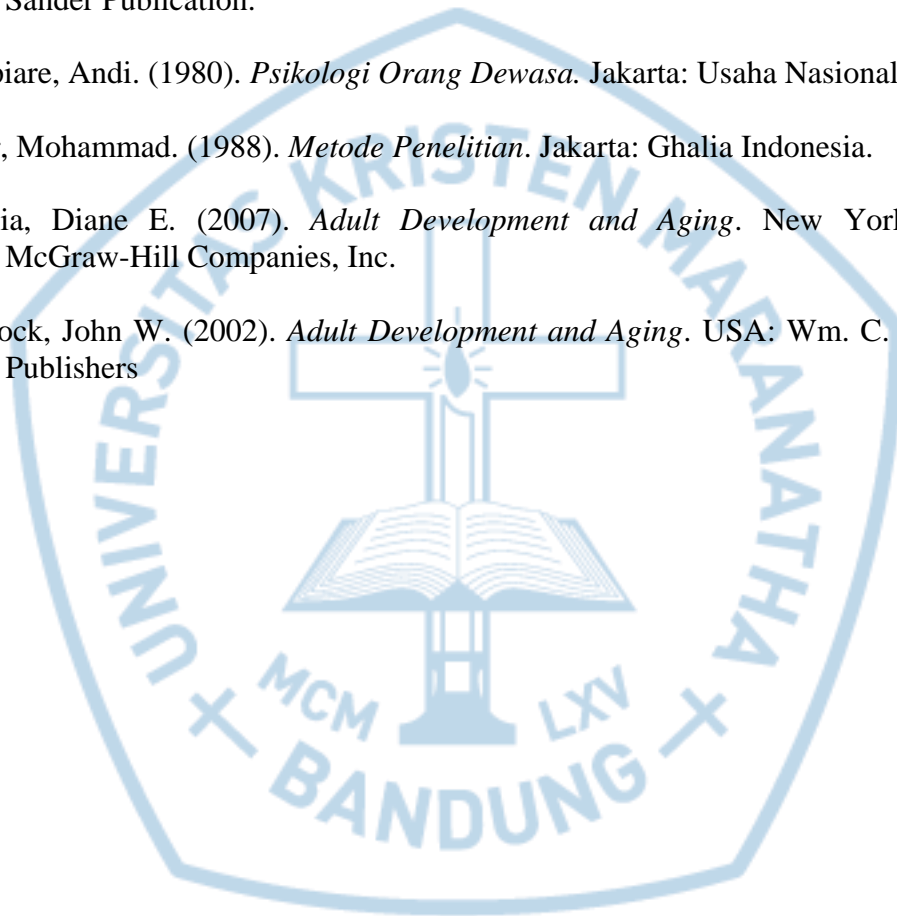 Sander Publication.
piare, Andi. (1980). Psikologi Orang Dewasa. Jakarta: Usaha Nasional
, Mohammad. (1988). Metode Penelitian. Jakarta: Ghalia Indonesia.
ia, Diane E. (2007). Adult Development and Aging. New York
McGraw-Hill Companies, Inc.
ock, John W. (2002). Adult Development and Aging. USA: Wm. C.
Publishers
UNIVERSITAS KRISTEN MARANATHA
MCM LXV
BANDUNG